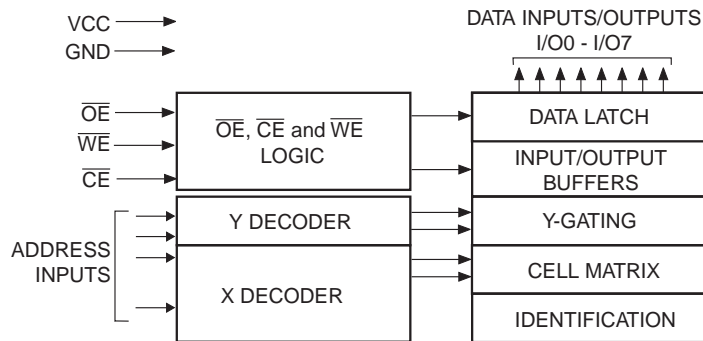 VCC
GND
OE
WE
CE
ADDRESS
INPUTS
OE, CE and WE
LOGIC
Y DECODER
X DECODER
DATA INPUTS/OUTPUTS
I/O0 - I/O7
DATA LATCH
INPUT/OUTPUT
BUFFERS
Y-GATING
CELL MATRIX
IDENTIFICATION